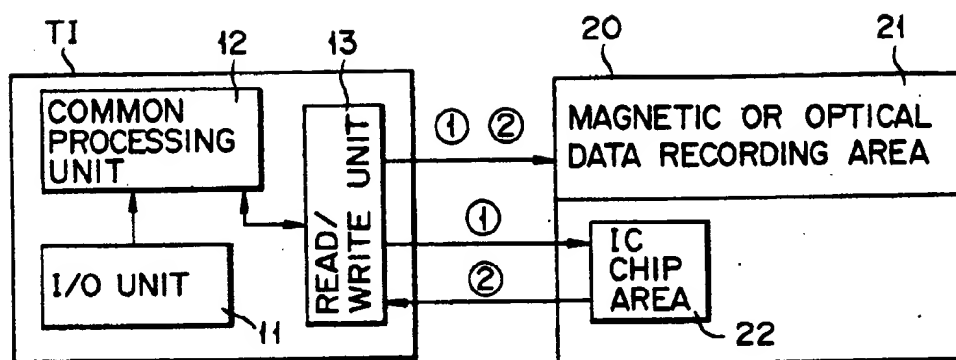 TI
12
13
20
21
COMMON
PROCESSING
UNIT
READ/
WRITE UNIT
① ②
MAGNETIC OR OPTICAL
DATA RECORDING AREA
①
I/O UNIT
11
②
IC
CHIP
AREA
22